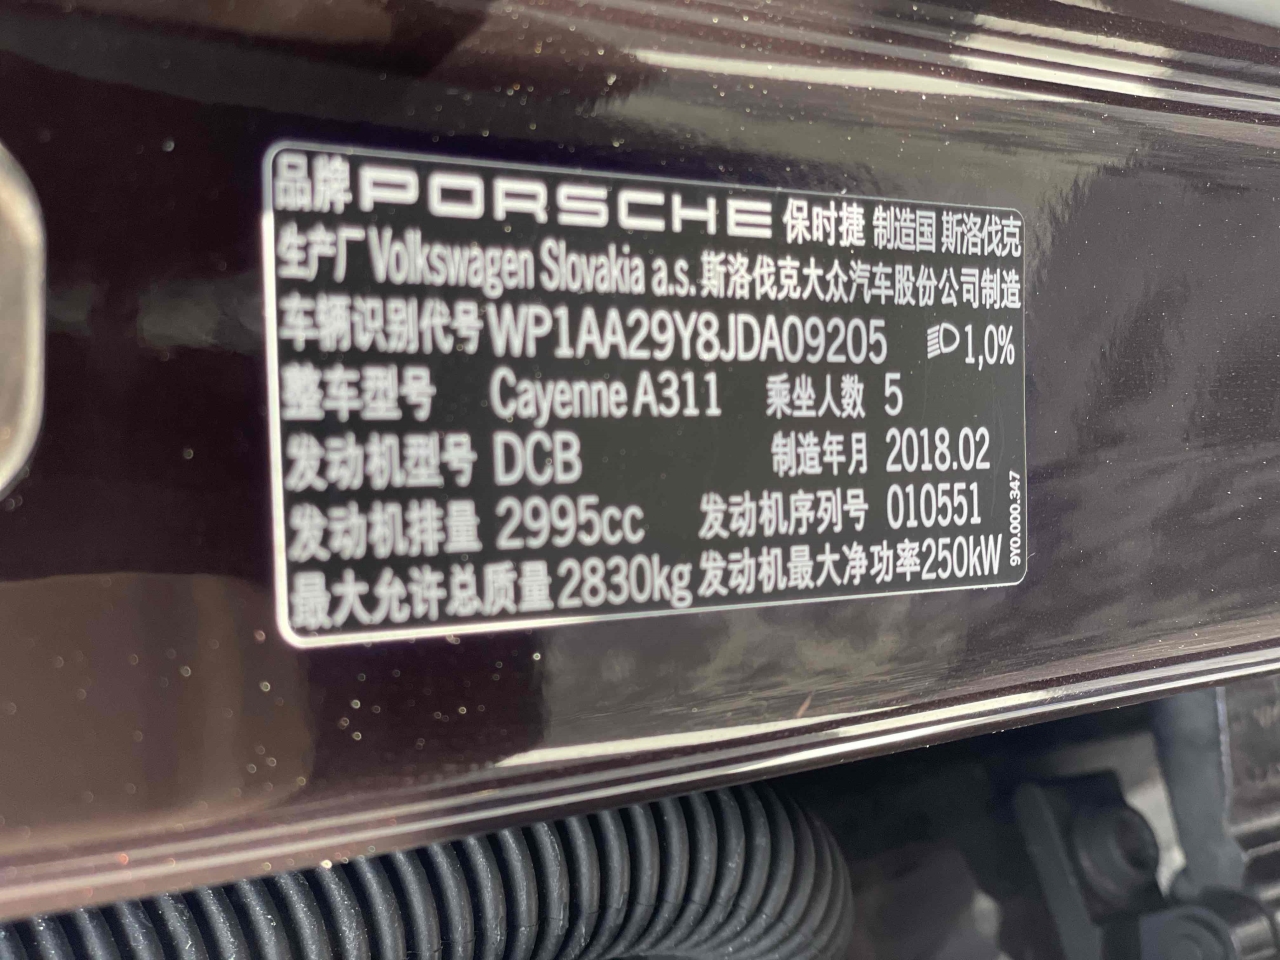 品牌 PORSCHE 保时捷 制造国 斯洛伐克
生产厂 Volkswagen Slovakia a.s. 斯洛伐克大众汽车股份公司制造
车辆识别代号 WP1AA29Y8JDA09205 1,0%
整车型号 Cayenne A311 乘坐人数 5
发动机型号 DCB 制造年月 2018.02
发动机排量 2995cc 发动机序列号 010551
最大允许总质量 2830kg 发动机最大净功率 250kW
9Y0.000.347